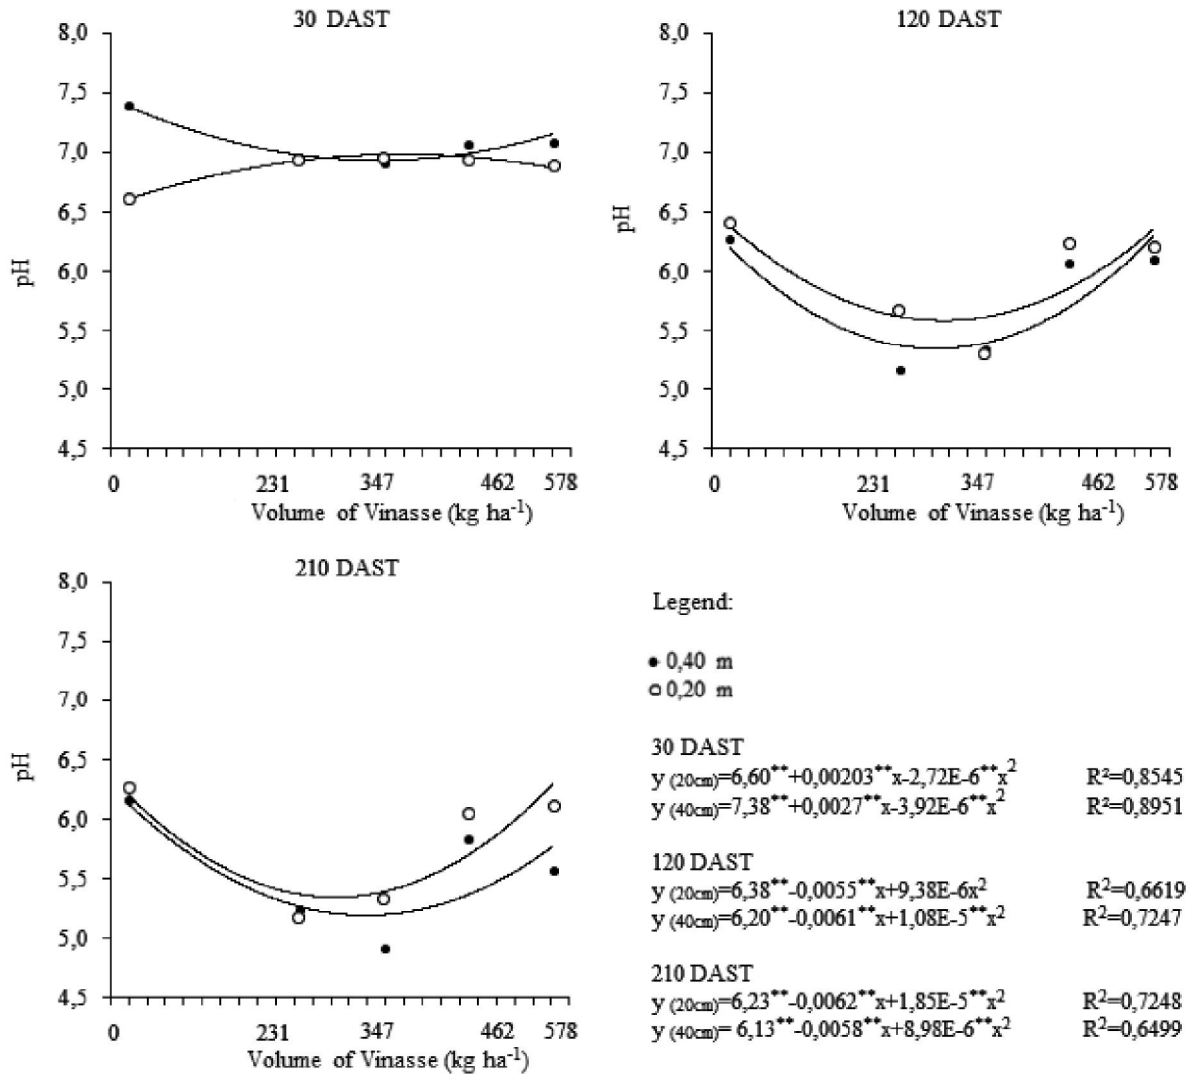 30 DAST
8,0
7,5
7,0
6,5
6,0
5,5
5,0
4,5
pH
0 231 347 462 578
Volume of Vinasse (kg ha⁻¹)
120 DAST
8,0
7,5
7,0
6,5
6,0
5,5
5,0
4,5
pH
0 231 347 462 578
Volume of Vinasse (kg ha⁻¹)
210 DAST
8,0
7,5
7,0
6,5
6,0
5,5
5,0
4,5
pH
0 231 347 462 578
Volume of Vinasse (kg ha⁻¹)
Legend:
0,40 m
0,20 m
30 DAST
y (20cm)=6,60**+0,00203**x-2,72E-6**x² R²=0,8545
y (40cm)=7,38**+0,0027**x-3,92E-6**x² R²=0,8951
120 DAST
y (20cm)=6,38**-0,0055**x+9,38E-6x² R²=0,6619
y (40cm)=6,20**-0,0061**x+1,08E-5**x² R²=0,7247
210 DAST
y (20cm)=6,23**-0,0062**x+1,85E-5**x² R²=0,7248
y (40cm)= 6,13**-0,0058**x+8,98E-6**x² R²=0,6499